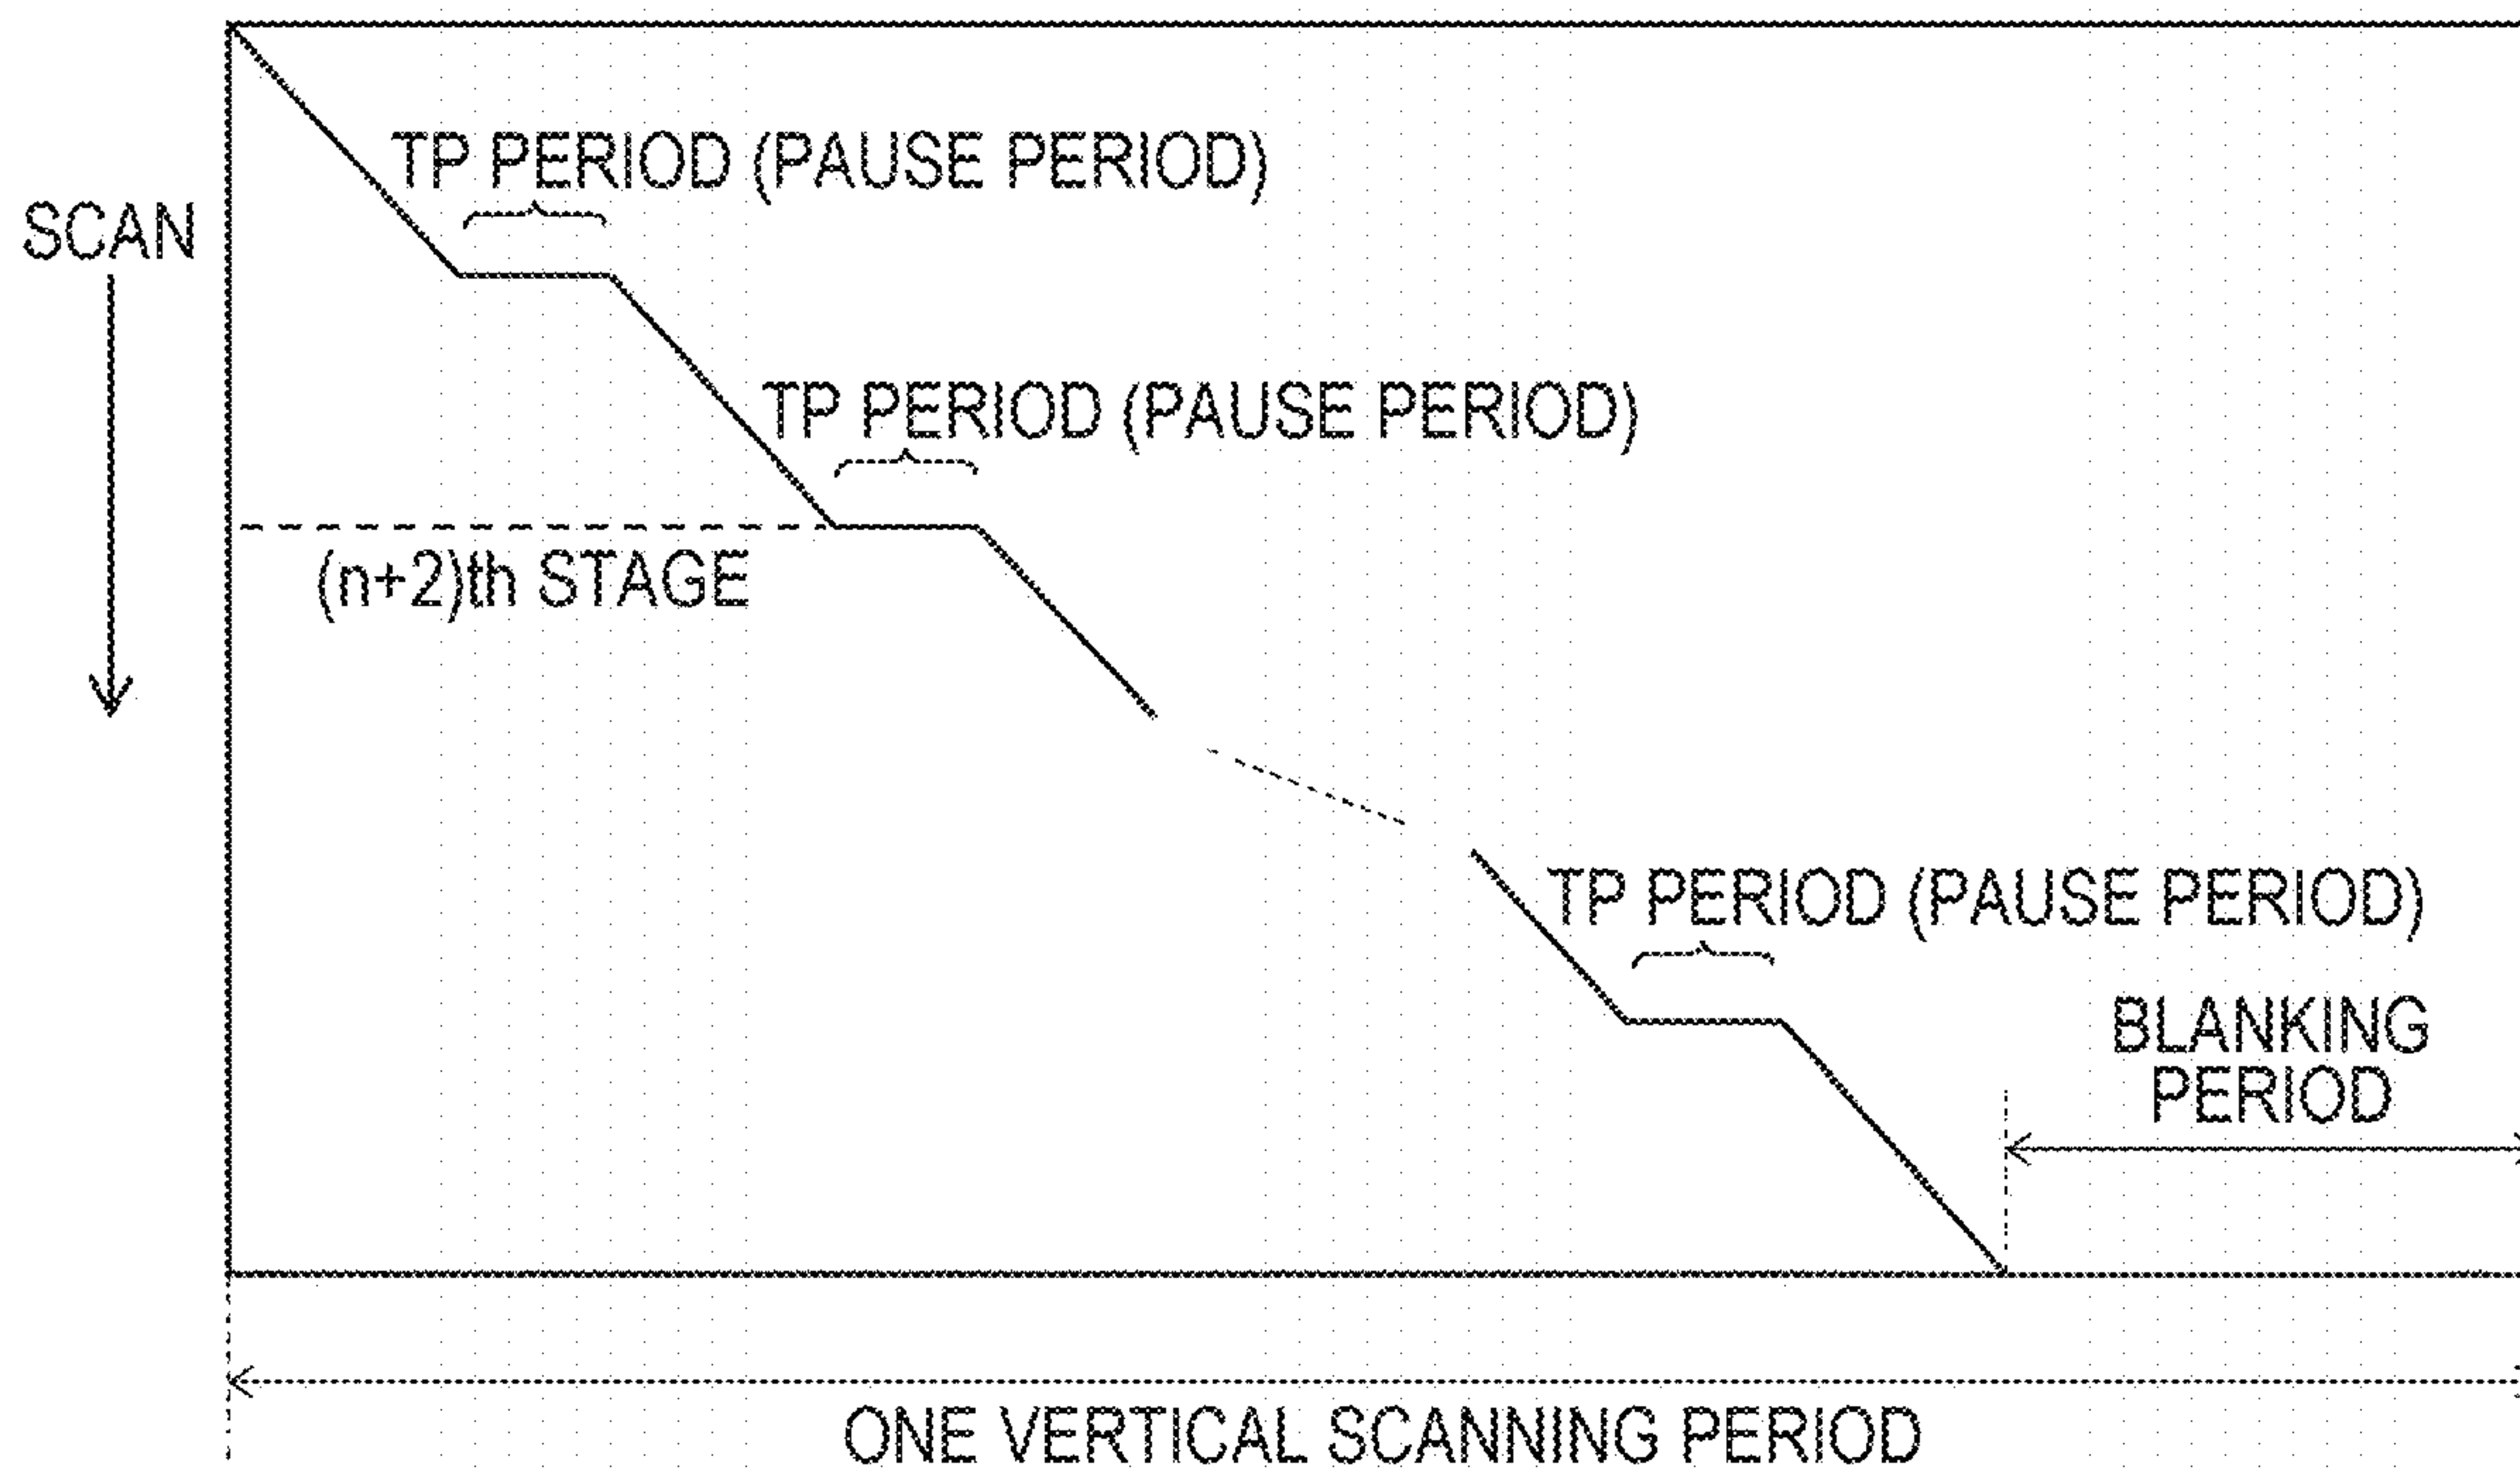 TP PERIOD (PAUSE PERIOD)
SCAN
TP PERIOD (PAUSE PERIOD)
(n+2)th STAGE
TP PERIOD (PAUSE PERIOD)
BLANKING
PERIOD
ONE VERTICAL SCANNING PERIOD